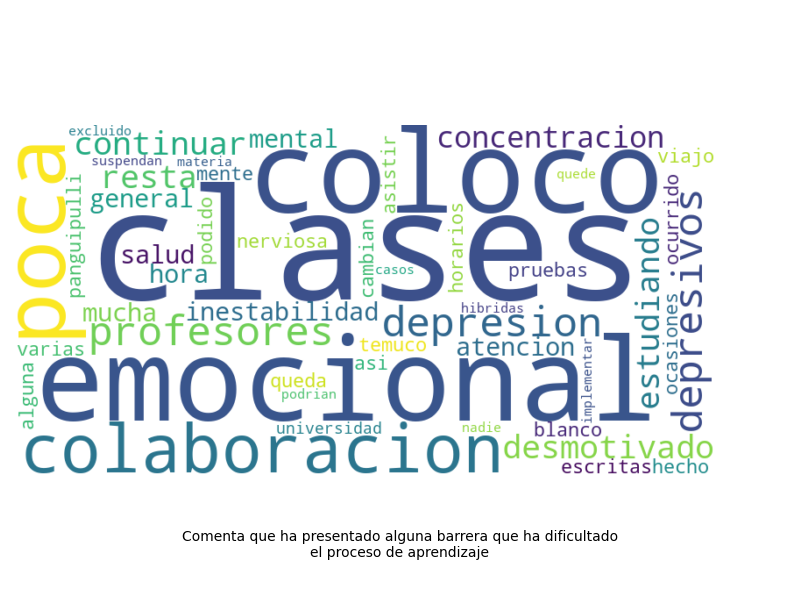 excluido
continuar
mental
coloco
concentracion
poca
suspendan
materia
resta
mente
asistir
viajo
quede
panguipulli
general
podido
clases
horarios
ocurrido
depresivos
salud
hora
nerviosa
cambian
casos
pruebas
estudiando
mucha
inestabilidad
hibridas
profesores
depresion
ocasiones
varias
temuco
atencion
asi
implementar
alguna
emocional
queda
podrian
colaboracion
universidad
nadie
blanco
desmotivado
escritas
hecho
Comenta que ha presentado alguna barrera que ha dificultado
el proceso de aprendizaje